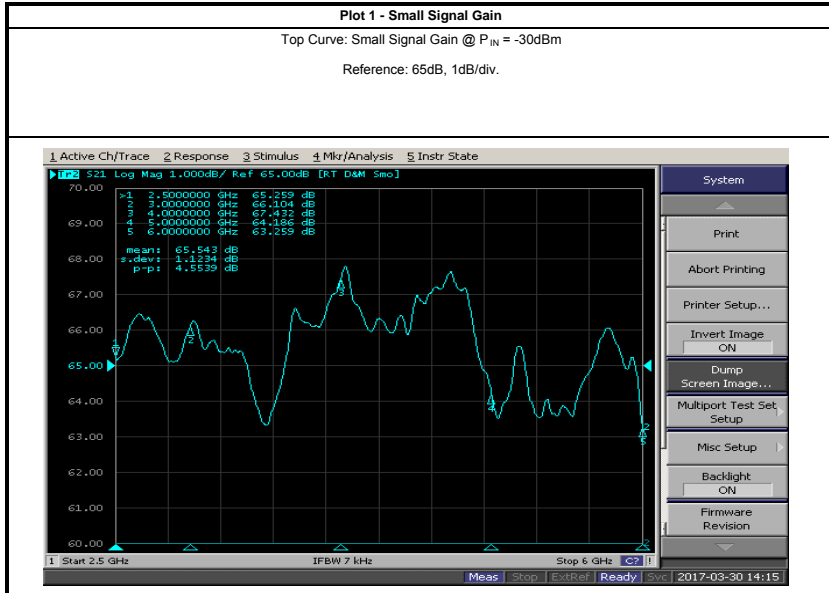 Plot 1 - Small Signal Gain
Top Curve: Small Signal Gain @ PIN = -30dBm
Reference: 65dB, 1dB/div.
1 Active Ch/Trace 2 Response 3 Stimulus 4 Mkr/Analysis 5 Instr State
Tr2 S21 Log Mag 1.000dB/ Ref 65.00dB [RT D&M Smo]
>1 2.5000000 GHz 65.259 dB
2 3.0000000 GHz 66.104 dB
3 4.0000000 GHz 67.432 dB
4 5.0000000 GHz 64.186 dB
5 6.0000000 GHz 63.259 dB
mean: 65.543 dB
s.dev: 1.1234 dB
p-p: 4.5539 dB
70.00
69.00
68.00
67.00
66.00
65.00
64.00
63.00
62.00
61.00
60.00
1
2
3
4
2
5
2
1 Start 2.5 GHz IFBW 7 kHz Stop 6 GHz C? !
Meas Stop ExtRef Ready Svc 2017-03-30 14:15
System
Print
Abort Printing
Printer Setup...
Invert Image
ON
Dump
Screen Image...
Multiport Test Set
Setup
Misc Setup
Backlight
ON
Firmware
Revision